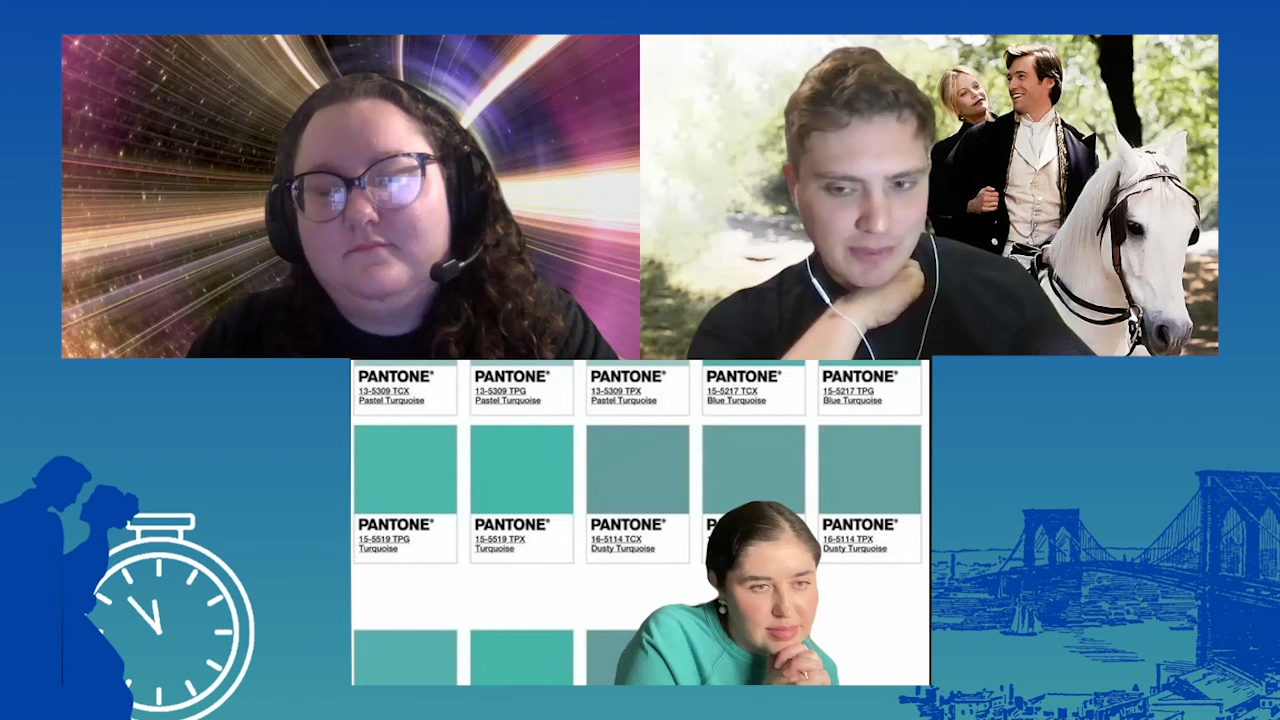 PANTONE®
13-5309 TCX
Pastel Turquoise
PANTONE®
13-5309 TPG
Pastel Turquoise
PANTONE®
13-5309 TPX
Pastel Turquoise
PANTONE®
15-5217 TCX
Blue Turquoise
PANTONE®
15-5217 TPG
Blue Turquoise
PANTONE®
15-5519 TPG
Turquoise
PANTONE®
15-5519 TPX
Turquoise
PANTONE®
16-5114 TCX
Dusty Turquoise
PANTONE®
16-5114 TPX
Dusty Turquoise